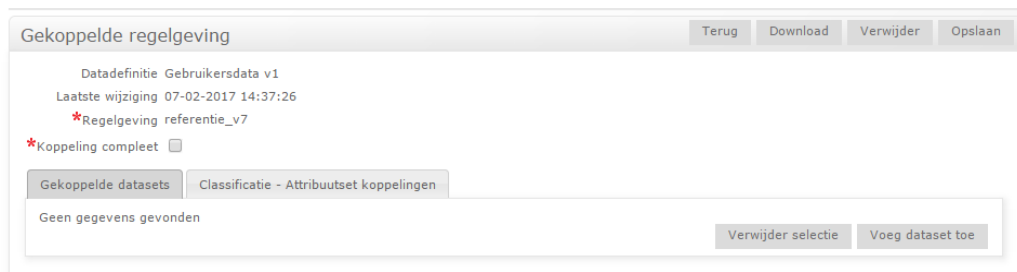 Gekoppelde regelgeving
Terug Download Verwijder Opslaan
Datadefinitie Gebruikersdata v1
Laatste wijziging 07-02-2017 14:37:26
*Regelgeving referentie_v7
*Koppeling compleet
Gekoppelde datasets Classificatie - Attribuutset koppelingen
Geen gegevens gevonden
Verwijder selectie Voeg dataset toe